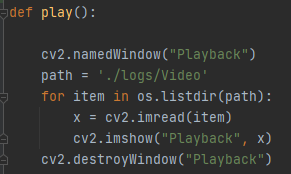 def play():
cv2.namedWindow("Playback")
path = './logs/Video'
for item in os.listdir(path):
x = cv2.imread(item)
cv2.imshow("Playback", x)
cv2.destroyWindow("Playback")